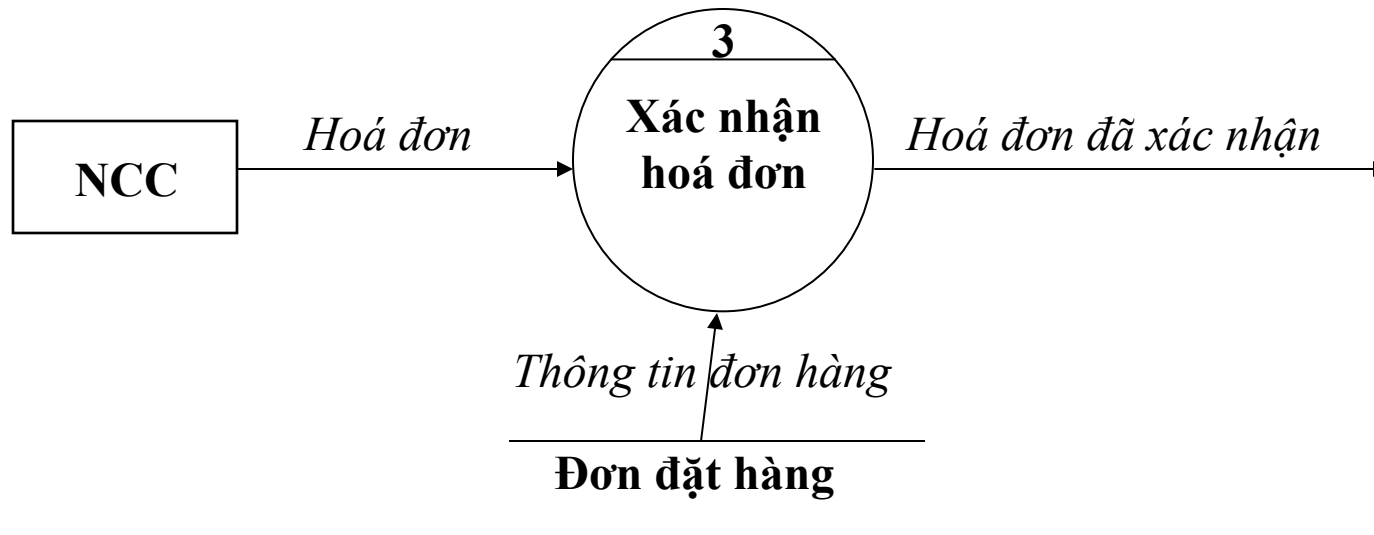 3
Xác nhận
hoá đơn
Hoá đơn
Hoá đơn đã xác nhận
NCC
Thông tin đơn hàng
Đơn đặt hàng